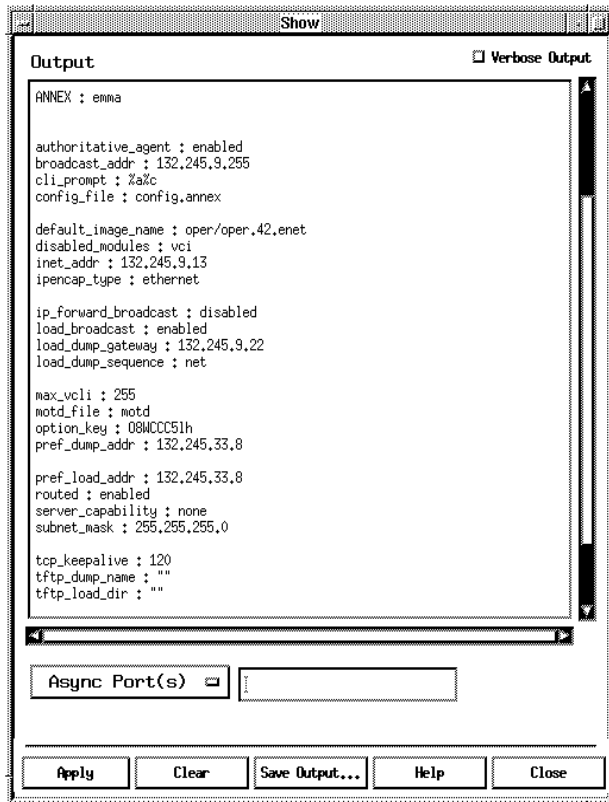 Show
Output
Verbose Output
ANNEX : emma
authoritative_agent : enabled
broadcast_addr : 132.245.9.255
cli_prompt : %a%c
config_file : config.annex
default_image_name : oper/oper.42.enet
disabled_modules : vci
inet_addr : 132.245.9.13
ipencap_type : ethernet
ip_forward_broadcast : disabled
load_broadcast : enabled
load_dump_gateway : 132.245.9.22
load_dump_sequence : net
max_vcli : 255
motd_file : motd
option_key : O8WCCC5lh
pref_dump_addr : 132.245.33.8
pref_load_addr : 132.245.33.8
routed : enabled
server_capability : none
subnet_mask : 255.255.255.0
tcp_keepalive : 120
tftp_dump_name : ""
tftp_load_dir : ""
Async Port(s)
Apply
Clear
Save Output...
Help
Close